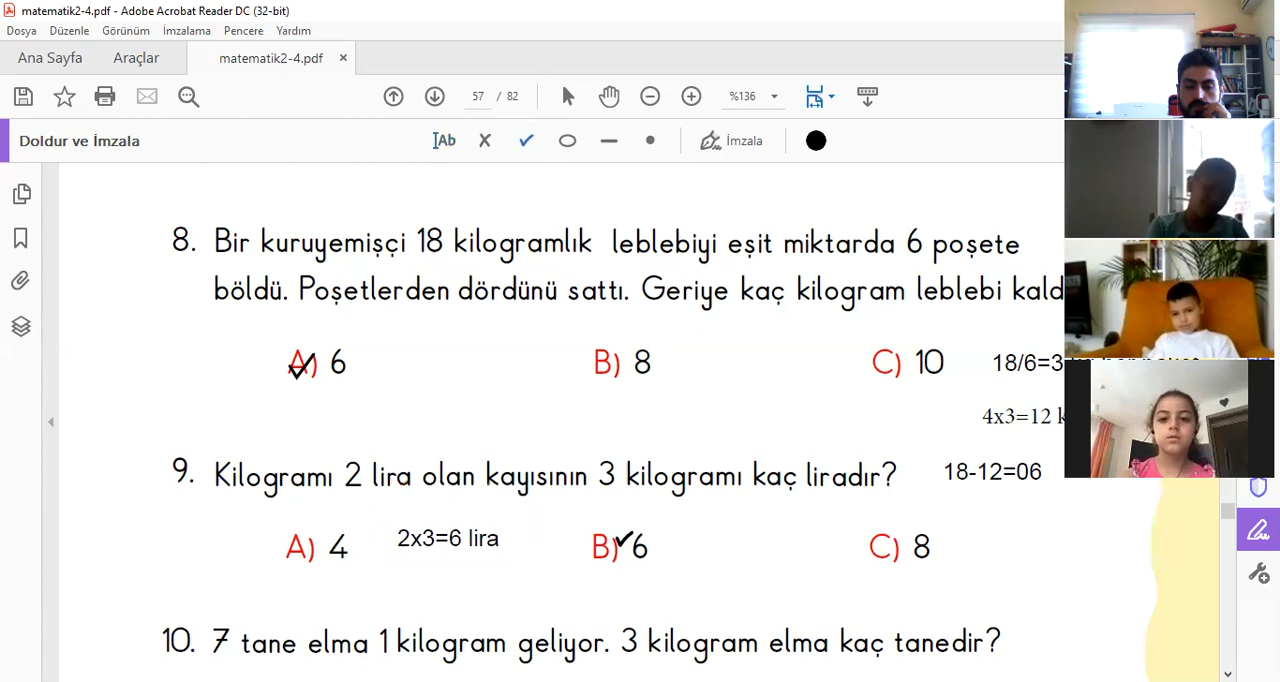 matematik2-4.pdf - Adobe Acrobat Reader DC (32-bit)
Dosya Düzenle Görünüm İmzalama Pencere Yardım
Ana Sayfa Araçlar matematik2-4.pdf ×
57 / 82 %136
Doldur ve İmzala Ab İmzala
8. Bir kuruyemişçi 18 kilogramlık leblebiyi eşit miktarda 6 poşete
böldü. Poşetlerden dördünü sattı. Geriye kaç kilogram leblebi kald
A) 6 B) 8 C) 10 18/6=3
4x3=12 k
9. Kilogramı 2 lira olan kayısının 3 kilogramı kaç liradır? 18-12=06
A) 4 2x3=6 lira B) 6 C) 8
10. 7 tane elma 1 kilogram geliyor. 3 kilogram elma kaç tanedir?